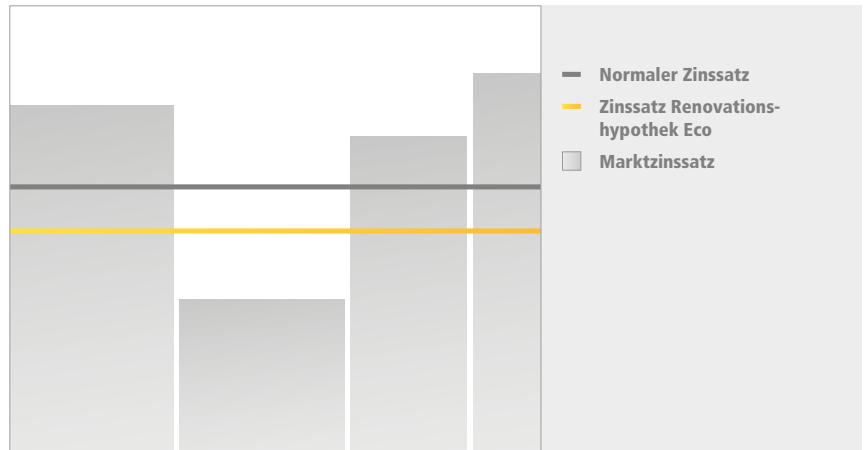 Normaler Zinssatz
Zinssatz Renovations-
hypothek Eco
Marktzinssatz